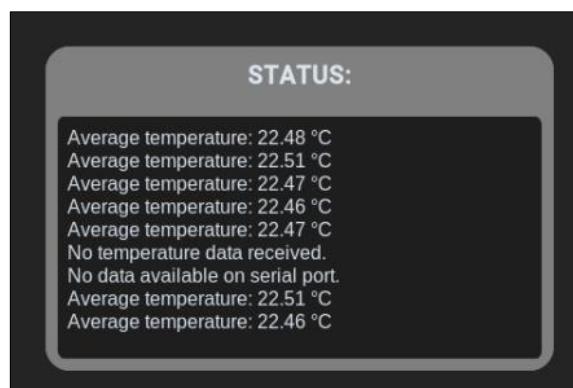 STATUS:
Average temperature: 22.48 °C
Average temperature: 22.51 °C
Average temperature: 22.47 °C
Average temperature: 22.46 °C
Average temperature: 22.47 °C
No temperature data received.
No data available on serial port.
Average temperature: 22.51 °C
Average temperature: 22.46 °C